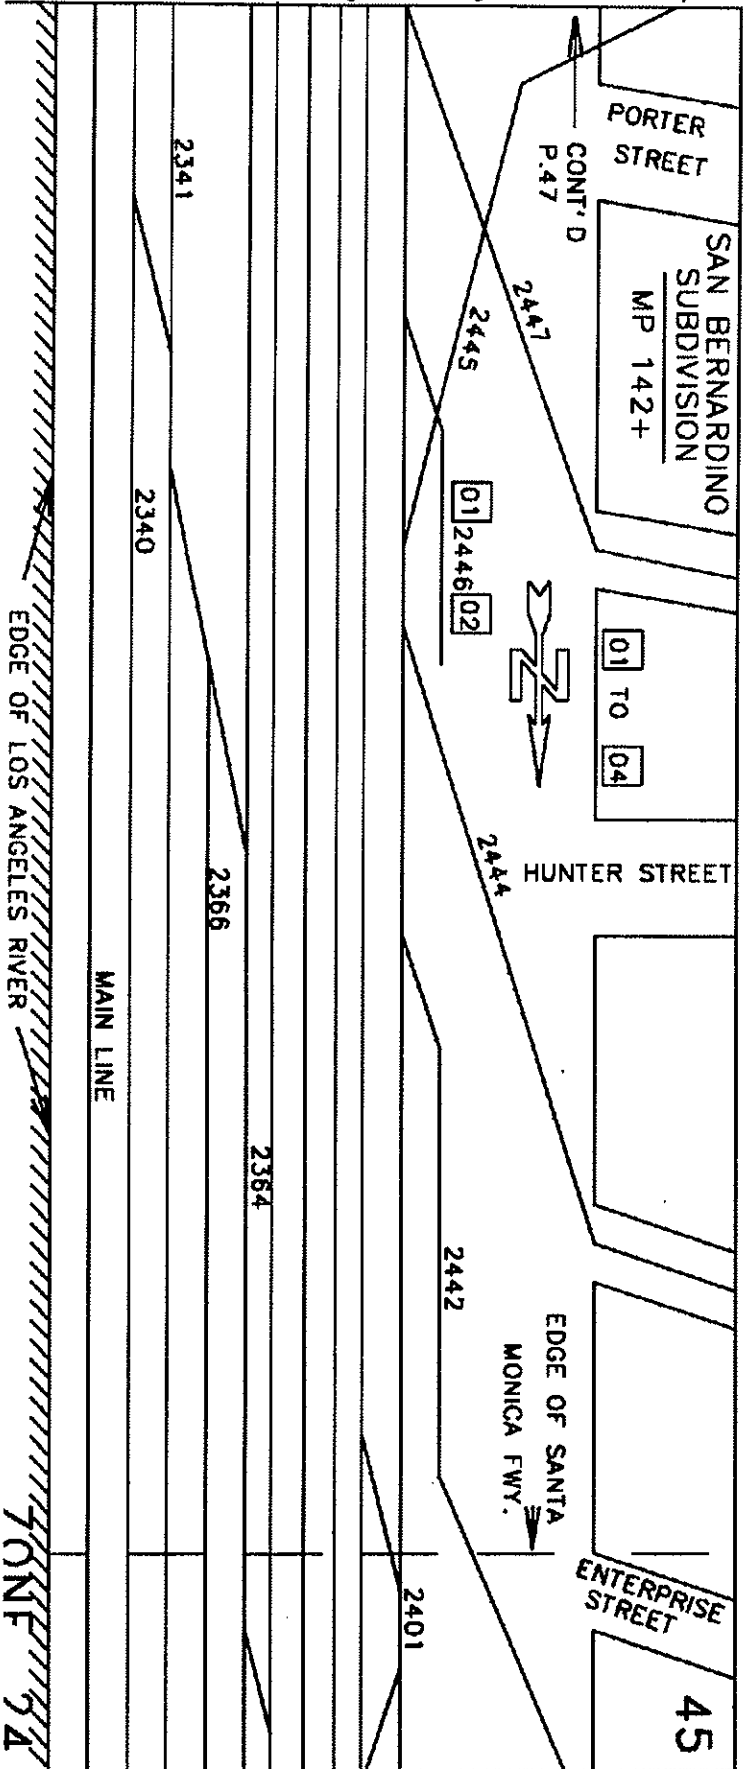 45
SAN BERNARDINO
SUBDIVISION
MP 142+
PORTER
STREET
CONT'D
P.47
2447
2445
01 2446 02
N
01 TO 04
HUNTER STREET
2444
2442
EDGE OF SANTA
MONICA FWY.
ENTERPRISE
STREET
2401
2341
2340
2366
2364
MAIN LINE
EDGE OF LOS ANGELES RIVER